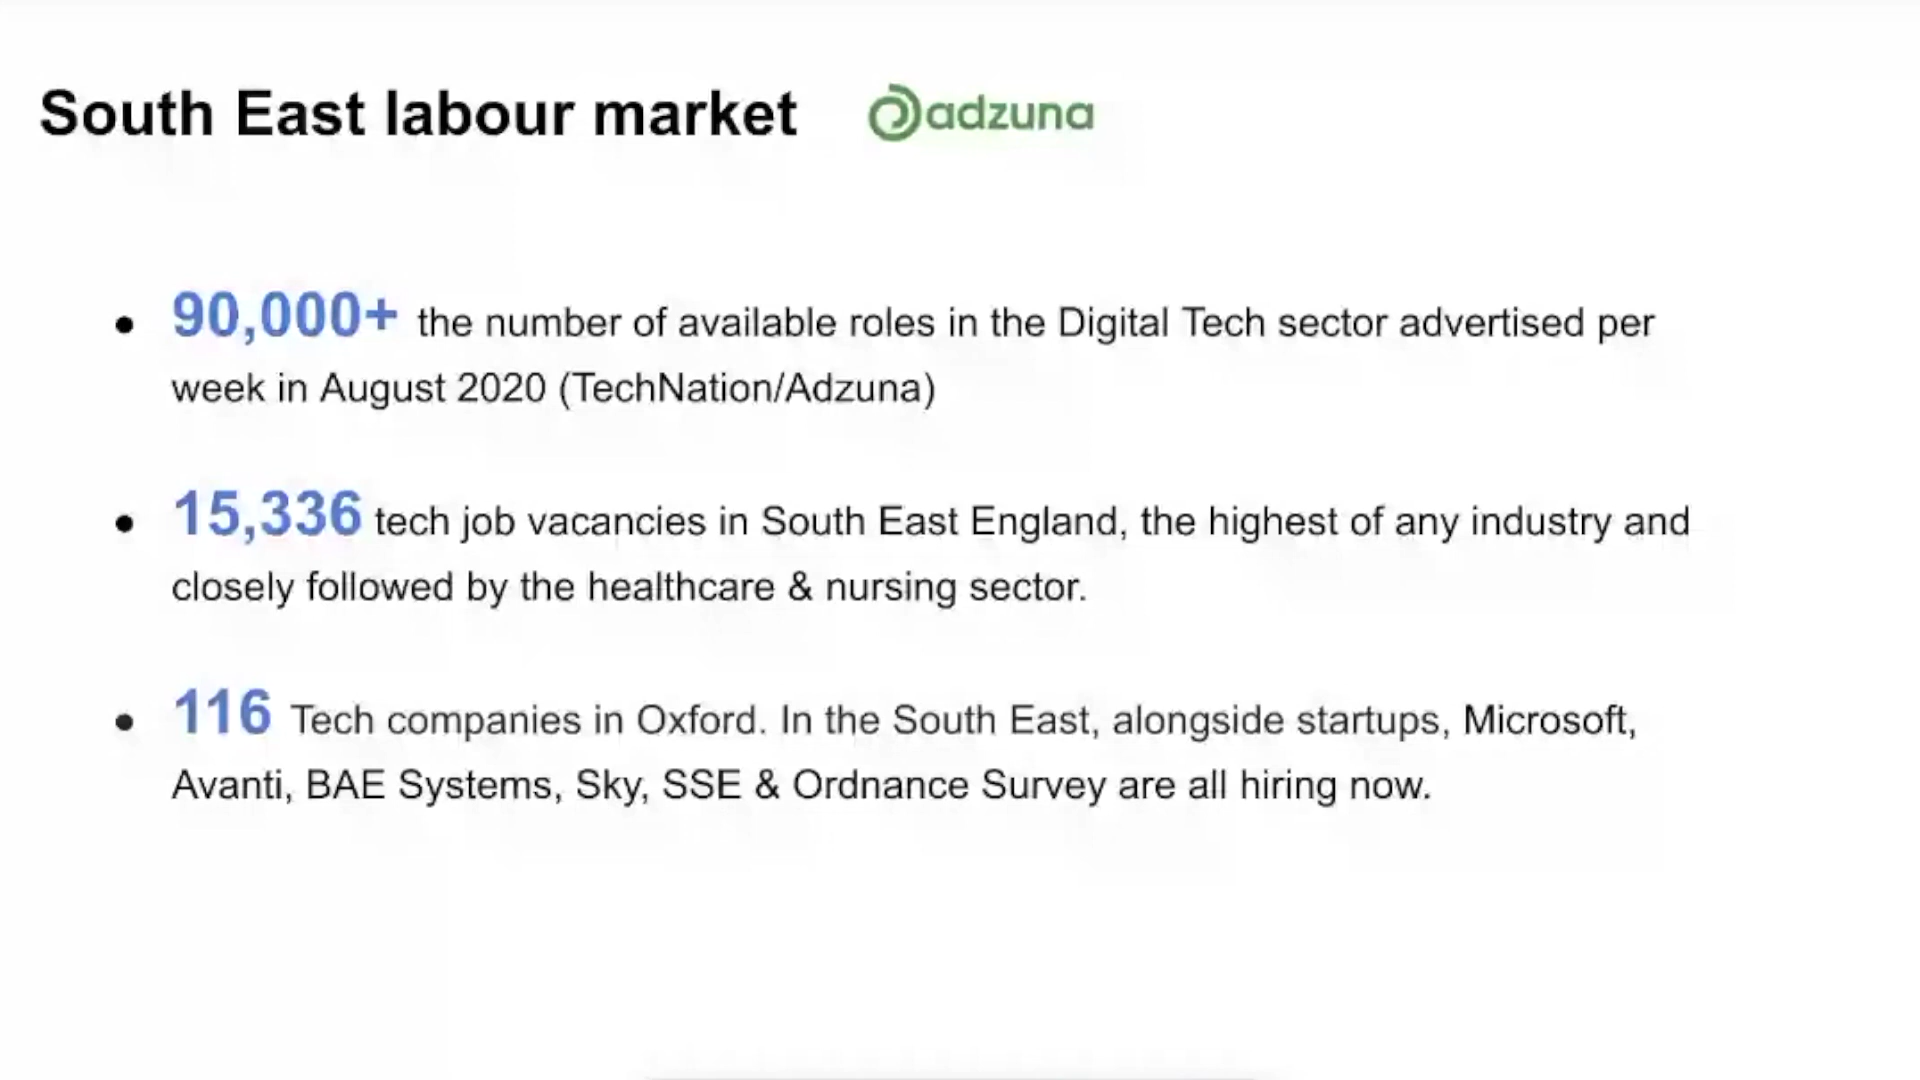 South East labour market
adzuna
• 90,000+ the number of available roles in the Digital Tech sector advertised per
week in August 2020 (TechNation/Adzuna)
• 15,336 tech job vacancies in South East England, the highest of any industry and
closely followed by the healthcare & nursing sector.
• 116 Tech companies in Oxford. In the South East, alongside startups, Microsoft,
Avanti, BAE Systems, Sky, SSE & Ordnance Survey are all hiring now.